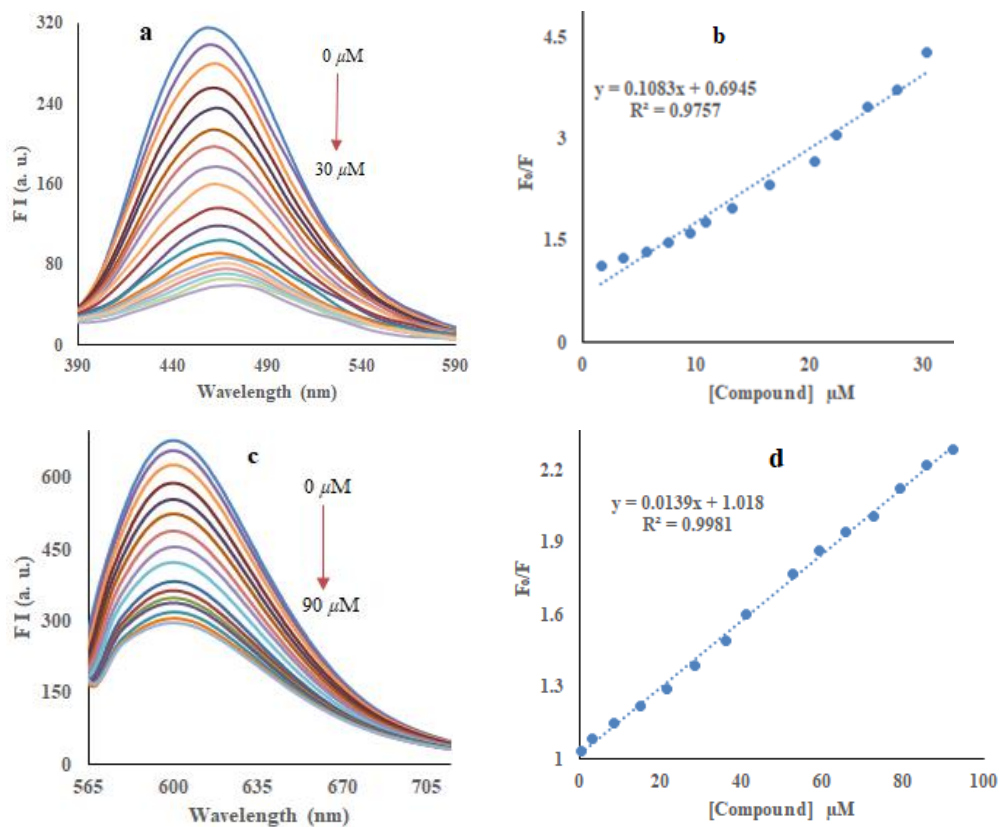 a
320
240
160
80
0
F I (a. u.)
0 µM
30 µM
390 440 490 540 590
Wavelength (nm)
b
4.5
3
1.5
0
F₀/F
y = 0.1083x + 0.6945
R² = 0.9757
0 10 20 30
[Compound] µM
c
600
450
300
150
0
F I (a. u.)
0 µM
90 µM
565 600 635 670 705
Wavelength (nm)
d
2.2
1.9
1.6
1.3
1
F₀/F
y = 0.0139x + 1.018
R² = 0.9981
0 20 40 60 80 100
[Compound] µM